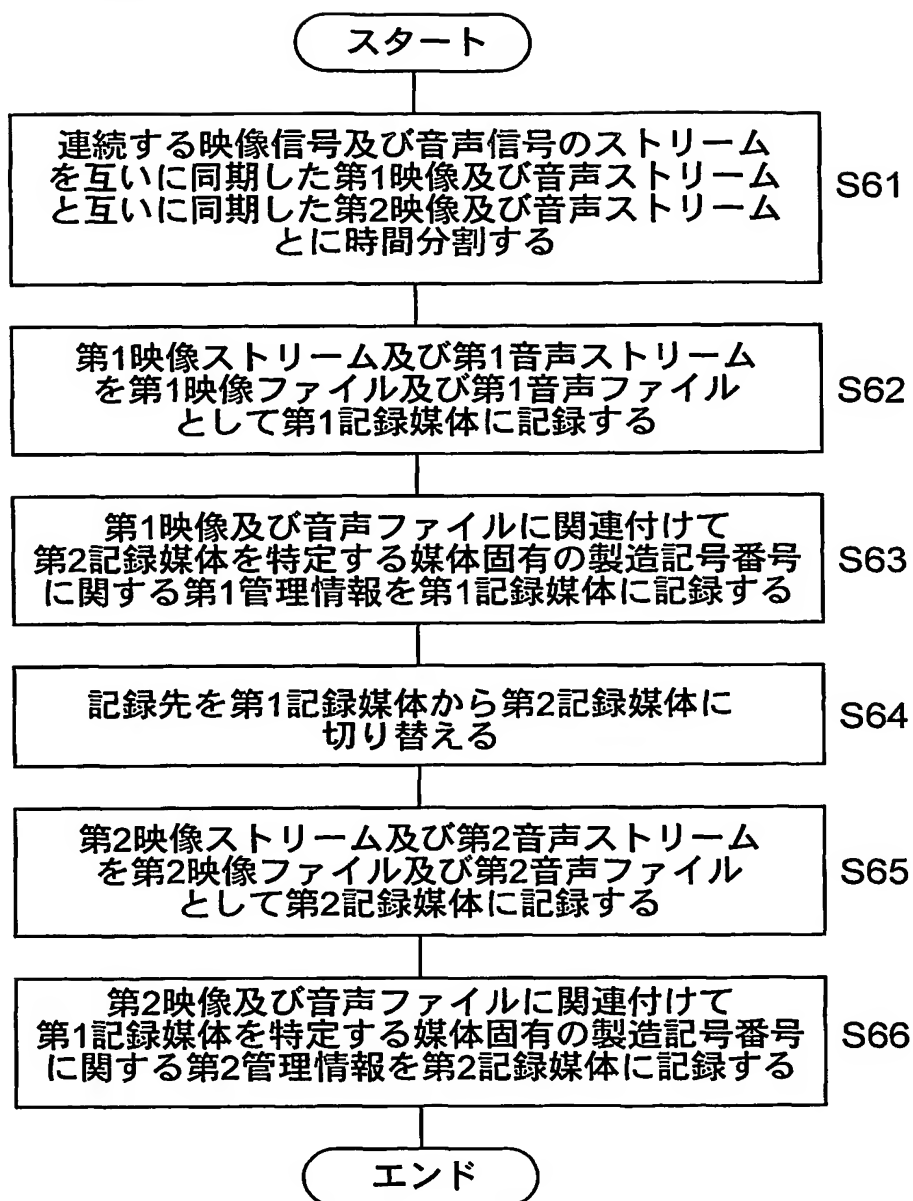 スタート
連続する映像信号及び音声信号のストリーム
を互いに同期した第1映像及び音声ストリーム
と互いに同期した第2映像及び音声ストリーム
とに時間分割する
S61
第1映像ストリーム及び第1音声ストリーム
を第1映像ファイル及び第1音声ファイル
として第1記録媒体に記録する
S62
第1映像及び音声ファイルに関連付けて
第2記録媒体を特定する媒体固有の製造記号番号
に関する第1管理情報を第1記録媒体に記録する
S63
記録先を第1記録媒体から第2記録媒体に
切り替える
S64
第2映像ストリーム及び第2音声ストリーム
を第2映像ファイル及び第2音声ファイル
として第2記録媒体に記録する
S65
第2映像及び音声ファイルに関連付けて
第1記録媒体を特定する媒体固有の製造記号番号
に関する第2管理情報を第2記録媒体に記録する
S66
エンド